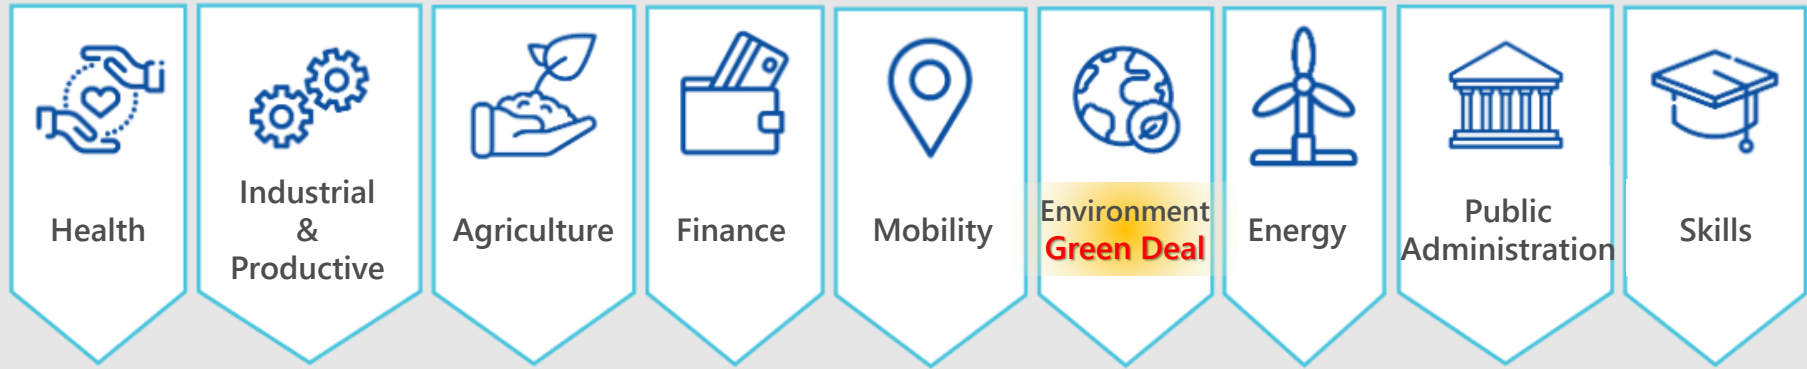 Health
Industrial
&
Productive
Agriculture
Finance
Mobility
Environment
Green Deal
Energy
Public
Administration
Skills